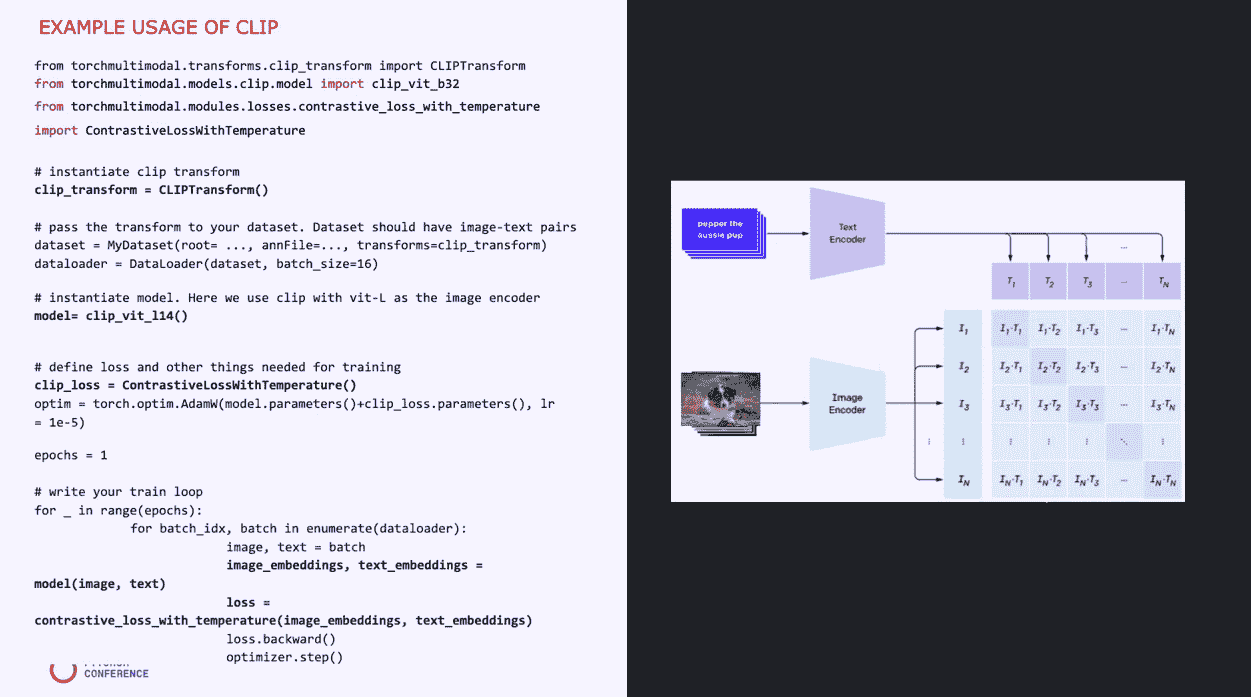 EXAMPLE USAGE OF CLIP
from torchmultimodal.transforms.clip_transform import CLIPTransform
from torchmultimodal.models.clip.model import clip_vit_b32
from torchmultimodal.modules.losses.contrastive_loss_with_temperature
import ContrastiveLossWithTemperature
# instantiate clip transform
clip_transform = CLIPTransform()
# pass the transform to your dataset. Dataset should have image-text pairs
dataset = MyDataset(root= ..., annFile=..., transforms=clip_transform)
dataloader = DataLoader(dataset, batch_size=16)
# instantiate model. Here we use clip with vit-L as the image encoder
model= clip_vit_l14()
# define loss and other things needed for training
clip_loss = ContrastiveLossWithTemperature()
optim = torch.optim.AdamW(model.parameters()+clip_loss.parameters(), lr
= 1e-5)
epochs = 1
# write your train loop
for _ in range(epochs):
for batch_idx, batch in enumerate(dataloader):
image, text = batch
image_embeddings, text_embeddings =
model(image, text)
loss =
contrastive_loss_with_temperature(image_embeddings, text_embeddings)
loss.backward()
optimizer.step()
CONFERENCE
pepper the
aussie pup
Text
Encoder
...
T1 T2 T3 ... TN
Image
Encoder
I1 I1·T1 I1·T2 I1·T3 ... I1·TN
I2 I2·T1 I2·T2 I2·T3 ... I2·TN
I3 I3·T1 I3·T2 I3·T3 ... I3·TN
⋮ ⋮ ⋮ ⋮ ⋮ ⋱ ⋮
IN IN·T1 IN·T2 IN·T3 ... IN·TN